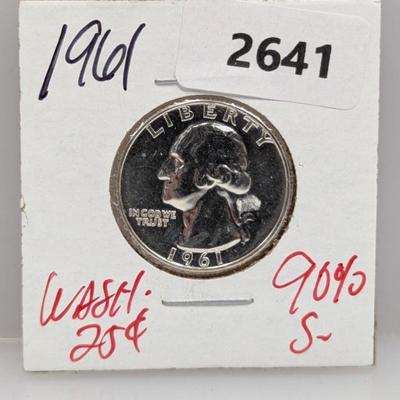 1961
2641
LIBERTY
IN GOD WE
TRUST
1961
WASH.
25¢
90%
S-